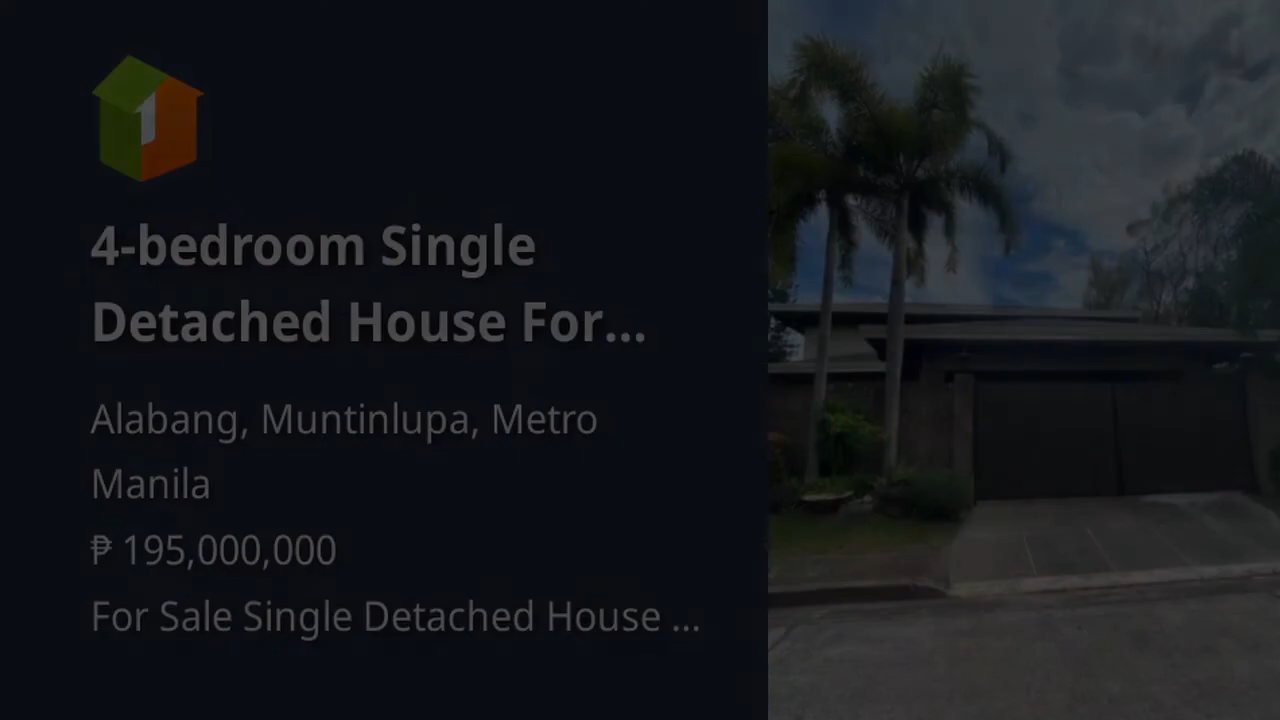 4-bedroom Single
Detached House For...
Alabang, Muntinlupa, Metro
Manila
₱ 195,000,000
For Sale Single Detached House ...